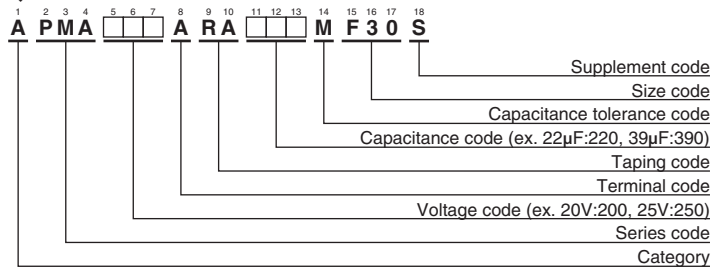 1 2 3 4 5 6 7 8 9 10 11 12 13 14 15 16 17 18
A PMA □□□ A RA □□□ M F30 S
Supplement code
Size code
Capacitance tolerance code
Capacitance code (ex. 22µF:220, 39µF:390)
Taping code
Terminal code
Voltage code (ex. 20V:200, 25V:250)
Series code
Category